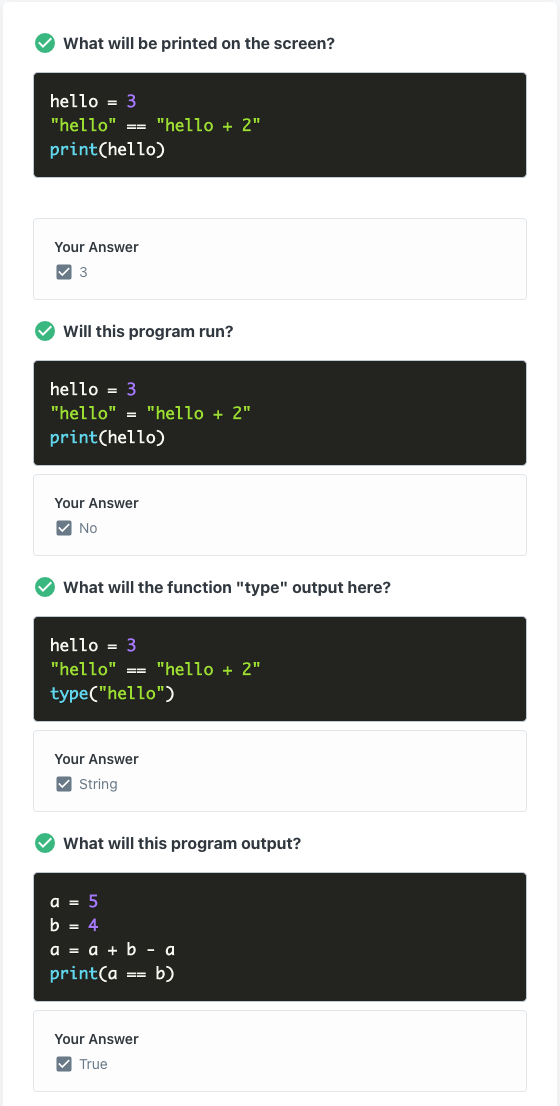 What will be printed on the screen?
hello = 3
"hello" == "hello + 2"
print(hello)
Your Answer
3
Will this program run?
hello = 3
"hello" = "hello + 2"
print(hello)
Your Answer
No
What will the function "type" output here?
hello = 3
"hello" == "hello + 2"
type("hello")
Your Answer
String
What will this program output?
a = 5
b = 4
a = a + b - a
print(a == b)
Your Answer
True